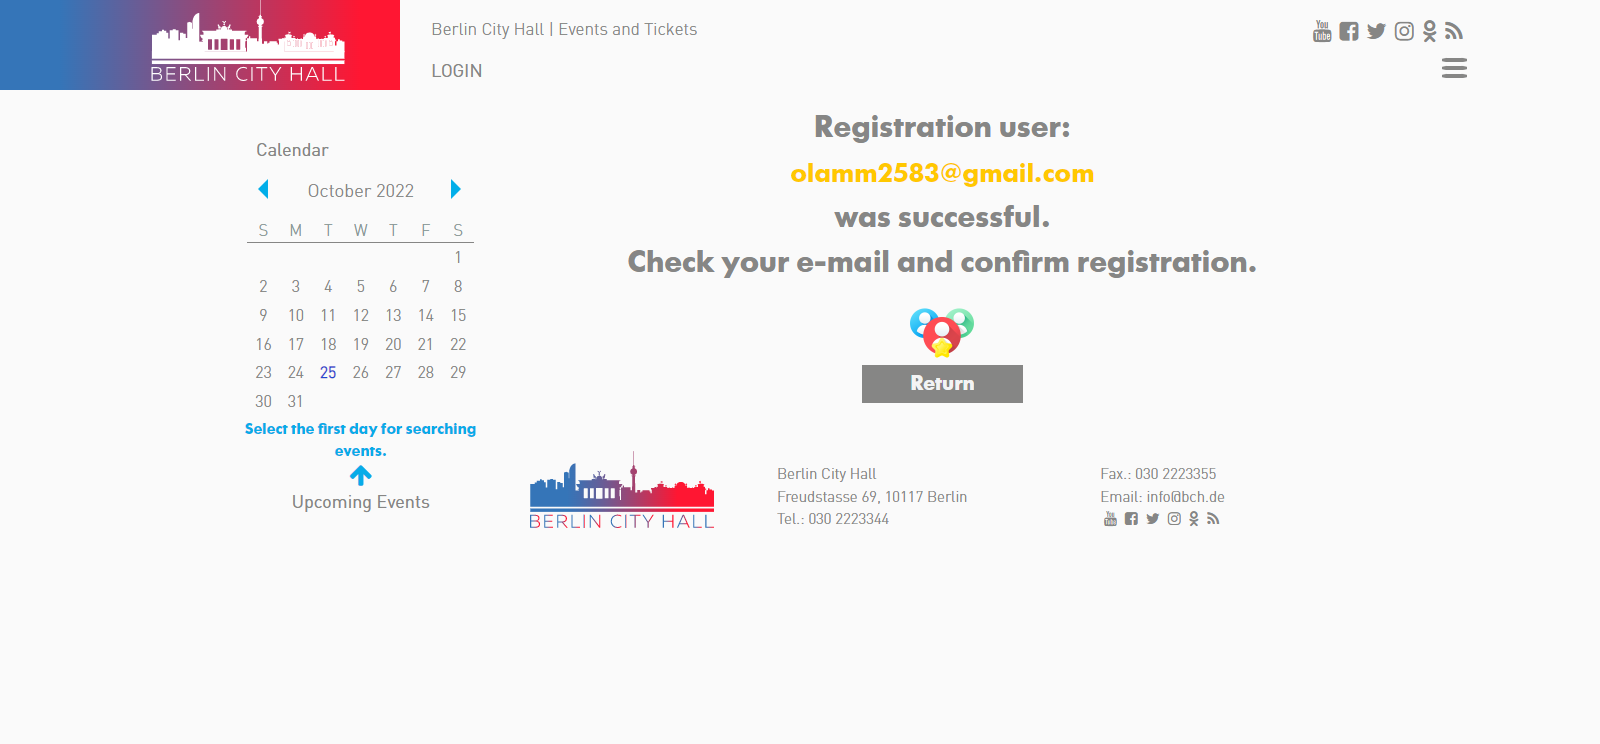 BERLIN CITY HALL
Berlin City Hall | Events and Tickets
LOGIN
You Tube
Calendar
October 2022
S M T W T F S
1
2 3 4 5 6 7 8
9 10 11 12 13 14 15
16 17 18 19 20 21 22
23 24 25 26 27 28 29
30 31
Select the first day for searching
events.
Upcoming Events
Registration user:
olamm2583@gmail.com
was successful.
Check your e-mail and confirm registration.
Return
BERLIN CITY HALL
Berlin City Hall
Freudstasse 69, 10117 Berlin
Tel.: 030 2223344
Fax.: 030 2223355
Email: info@bch.de
You Tube